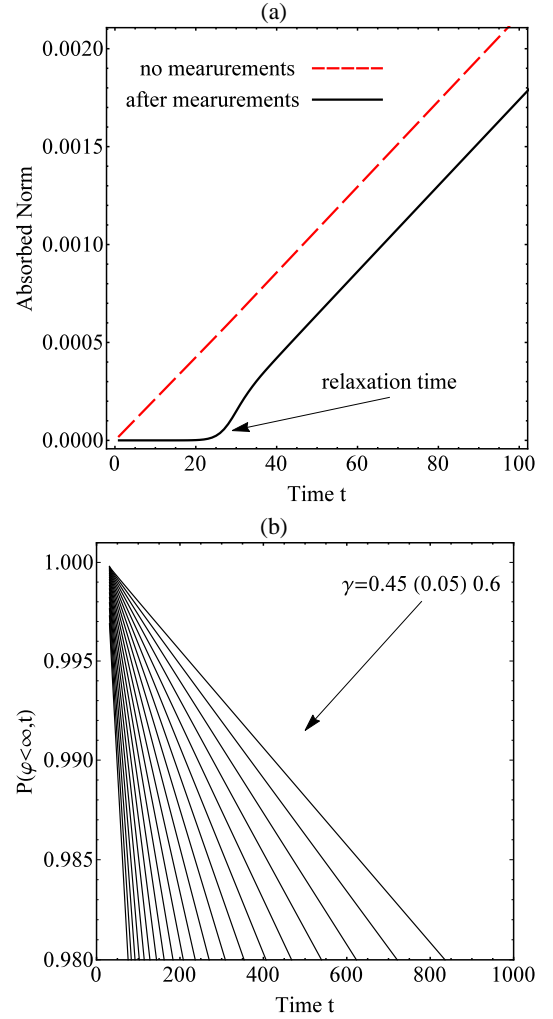 (a)
0.0020
0.0015
0.0010
0.0005
0.0000
Absorbed Norm
no mearurements
after mearurements
relaxation time
0 20 40 60 80 100
Time t
(b)
1.000
0.995
0.990
0.985
0.980
P(φ<∞,t)
γ=0.45 (0.05) 0.6
0 200 400 600 800 1000
Time t